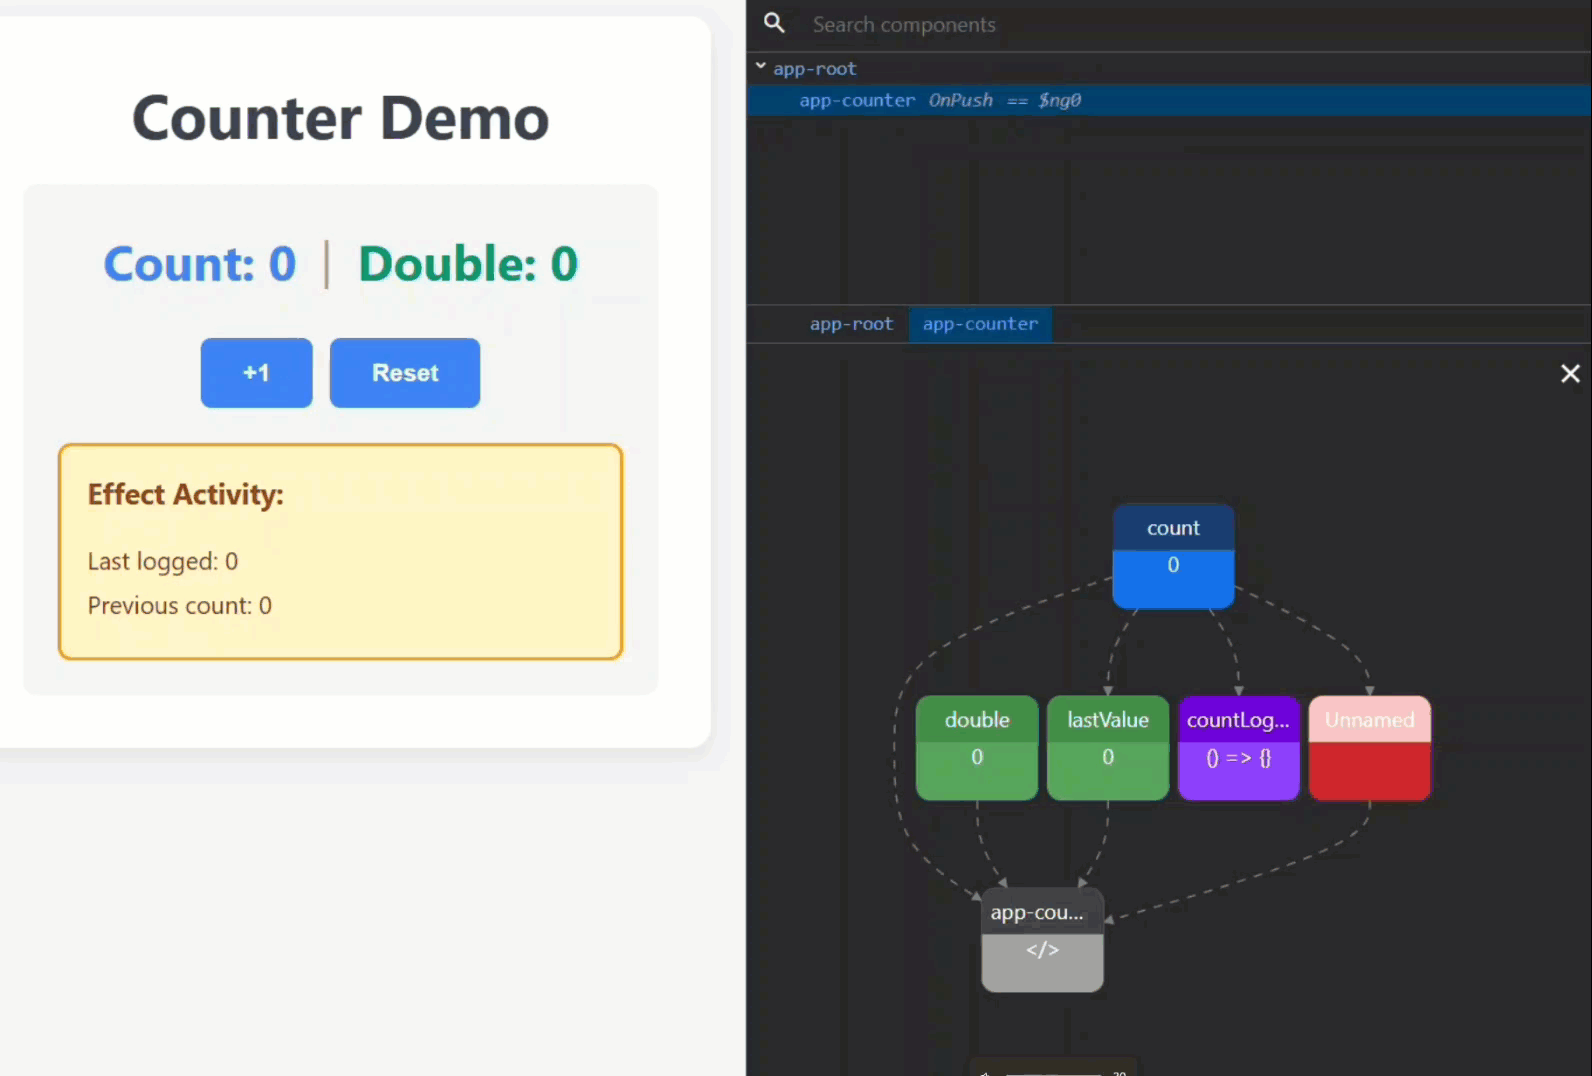 Counter Demo
Count: 0 | Double: 0
+1
Reset
Effect Activity:
Last logged: 0
Previous count: 0
Search components
app-root
app-counter OnPush == $ng0
app-root app-counter
count
0
double
0
lastValue
0
countLog...
() => {}
Unnamed
app-cou...
</>